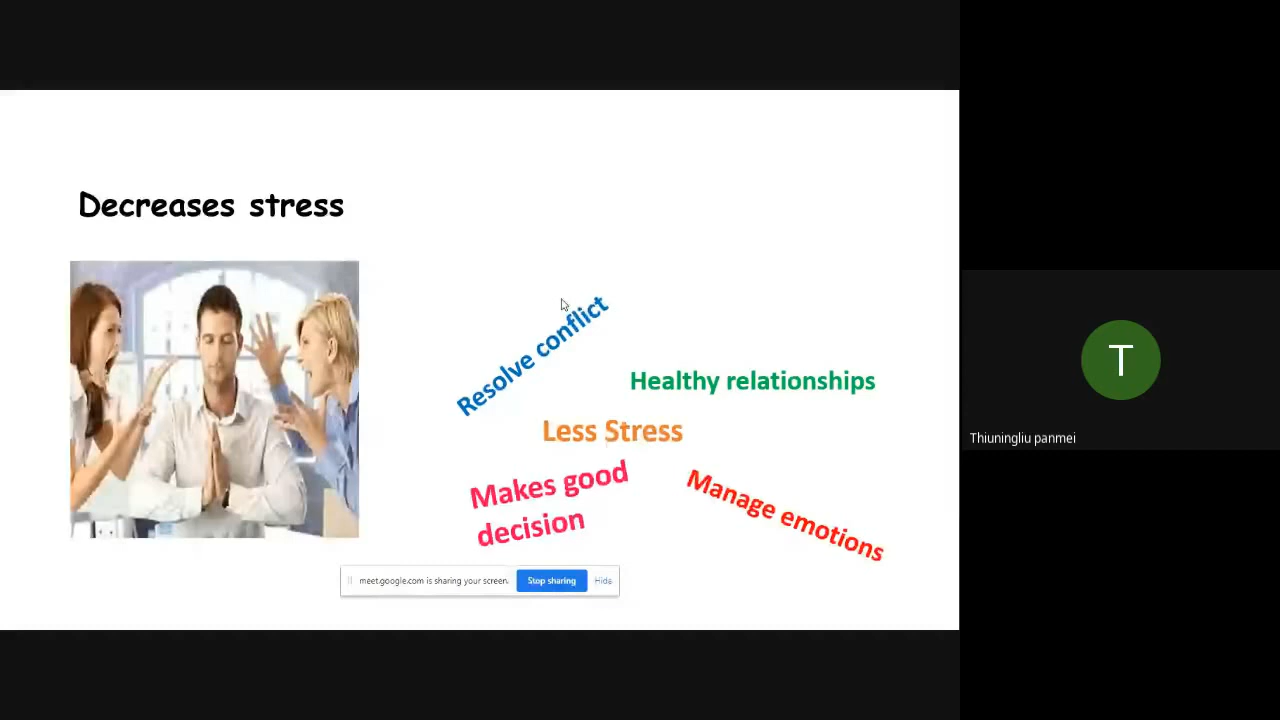 Decreases stress
Resolve conflict
Healthy relationships
Less Stress
Makes good
decision
Manage emotions
meet.google.com is sharing your screen.
Stop sharing
Hide
T
Thiuningliu panmei